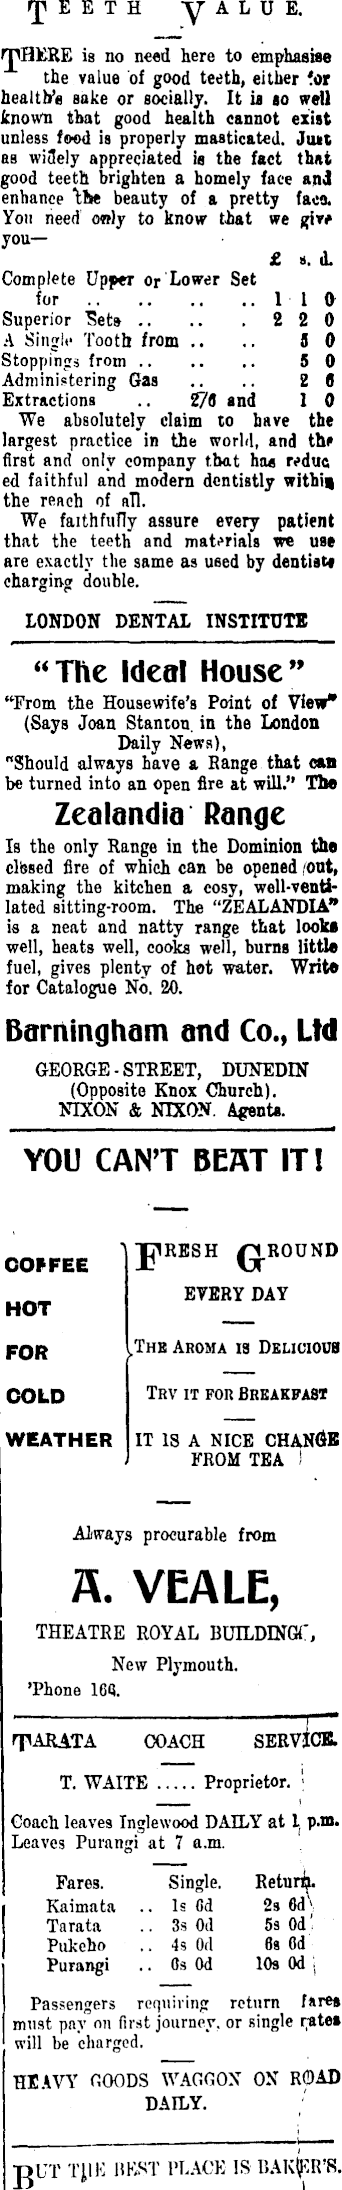 TEETH VALUE.
THERE is no need here to emphasise
the value of good teeth, either for
health's sake or socially. It is so well
known that good health cannot exist
unless food is properly masticated. Just
as widely appreciated is the fact that
good teeth brighten a homely face and
enhance the beauty of a pretty face.
You need only to know that we give
you—
£ s. d.
Complete Upper or Lower Set
for .. .. .. .. 1 1 0
Superior Sets .. .. . 2 2 0
A Single Tooth from .. .. 5 0
Stoppings from .. .. .. 5 0
Administering Gas .. .. 2 6
Extractions .. 2/6 and 1 0
We absolutely claim to have the
largest practice in the world, and the
first and only company that has reduc
ed faithful and modern dentistly within
the reach of all.
We faithfully assure every patient
that the teeth and materials we use
are exactly the same as used by dentists
charging double.
LONDON DENTAL INSTITUTE
"The Ideal House"
"From the Housewife's Point of View"
(Says Joan Stanton in the London
Daily News),
"Should always have a Range that can
be turned into an open fire at will." The
Zealandia Range
Is the only Range in the Dominion the
closed fire of which can be opened out,
making the kitchen a cosy, well-venti-
lated sitting-room. The "ZEALANDIA"
is a neat and natty range that looks
well, heats well, cooks well, burns little
fuel, gives plenty of hot water. Write
for Catalogue No. 20.
Barningham and Co., Ltd
GEORGE-STREET, DUNEDIN
(Opposite Knox Church).
NIXON & NIXON. Agents.
YOU CAN'T BEAT IT!
COFFEE
HOT
FOR
COLD
WEATHER
FRESH GROUND
EVERY DAY
THE AROMA IS DELICIOUS
TRY IT FOR BREAKFAST
IT IS A NICE CHANGE
FROM TEA
Always procurable from
A. VEALE,
THEATRE ROYAL BUILDINGS,
New Plymouth.
'Phone 164.
TARATA COACH SERVICE.
T. WAITE ..... Proprietor.
Coach leaves Inglewood DAILY at 1 p.m.
Leaves Purangi at 7 a.m.
Fares. Single. Return.
Kaimata .. 1s 6d 2s 6d
Tarata .. 3s 0d 5s 0d
Pukeho .. 4s 0d 6s 6d
Purangi .. 6s 0d 10s 0d
Passengers requiring return fares
must pay on first journey, or single rates
will be charged.
HEAVY GOODS WAGGON ON ROAD
DAILY.
BUT THE BEST PLACE IS BAKER'S.